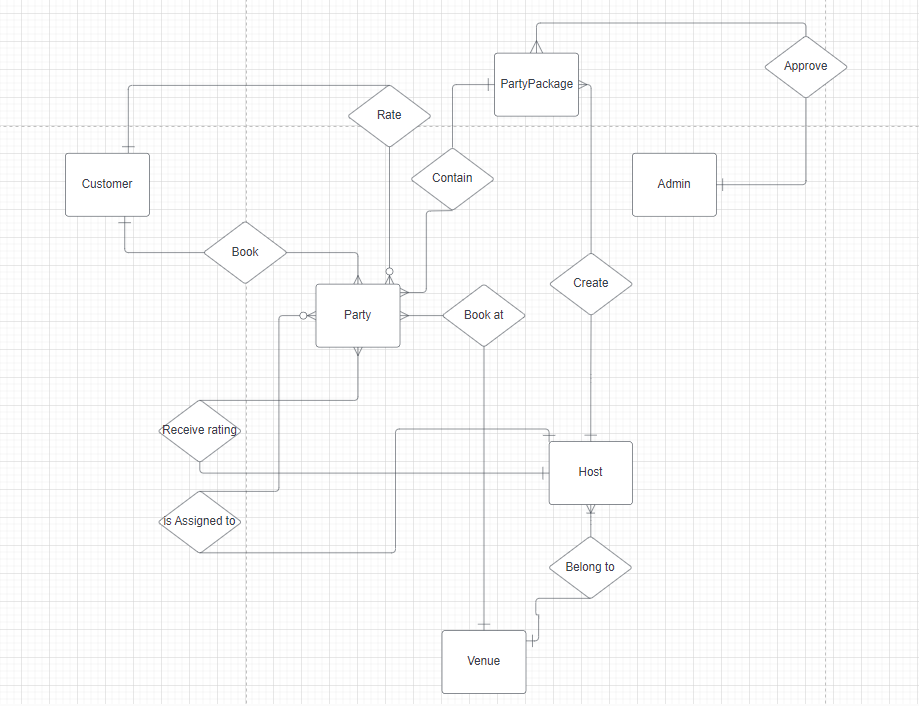 Approve
PartyPackage
Rate
Contain
Customer
Admin
Book
Create
Party
Book at
Receive rating
Host
is Assigned to
Belong to
Venue